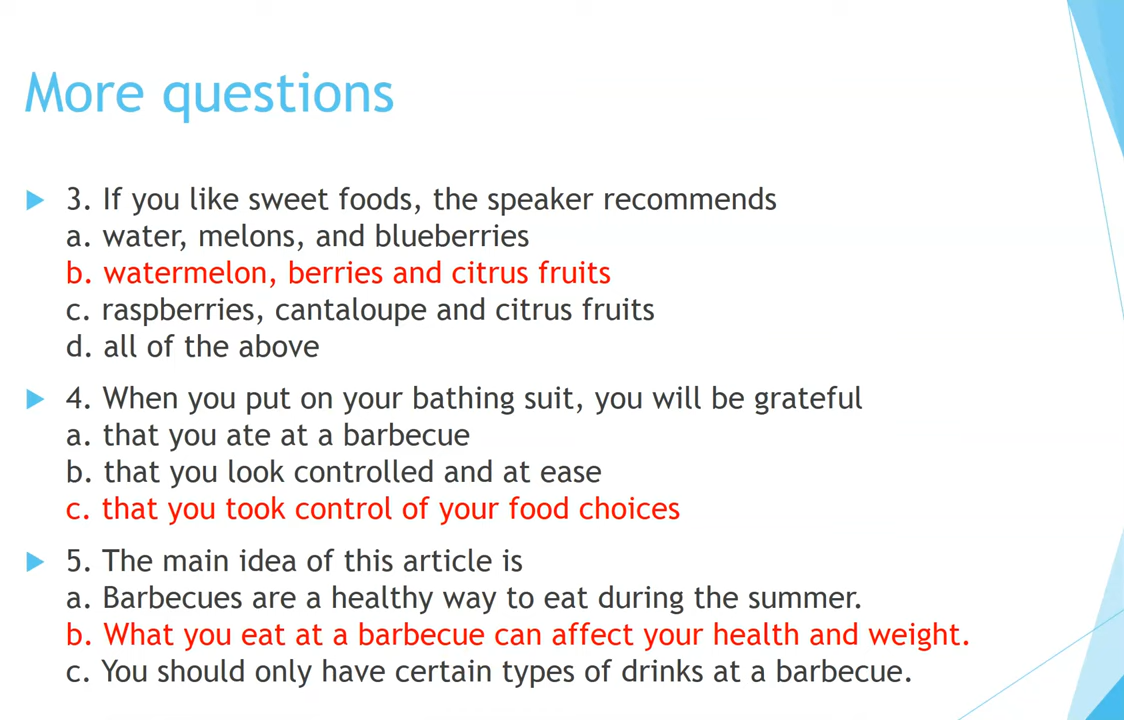 More questions
3. If you like sweet foods, the speaker recommends
a. water, melons, and blueberries
b. watermelon, berries and citrus fruits
c. raspberries, cantaloupe and citrus fruits
d. all of the above
4. When you put on your bathing suit, you will be grateful
a. that you ate at a barbecue
b. that you look controlled and at ease
c. that you took control of your food choices
5. The main idea of this article is
a. Barbecues are a healthy way to eat during the summer.
b. What you eat at a barbecue can affect your health and weight.
c. You should only have certain types of drinks at a barbecue.